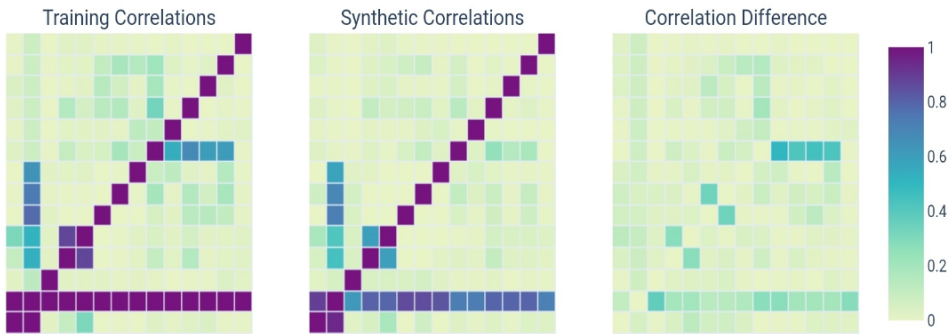 Training Correlations
Synthetic Correlations
Correlation Difference
1
0.8
0.6
0.4
0.2
0